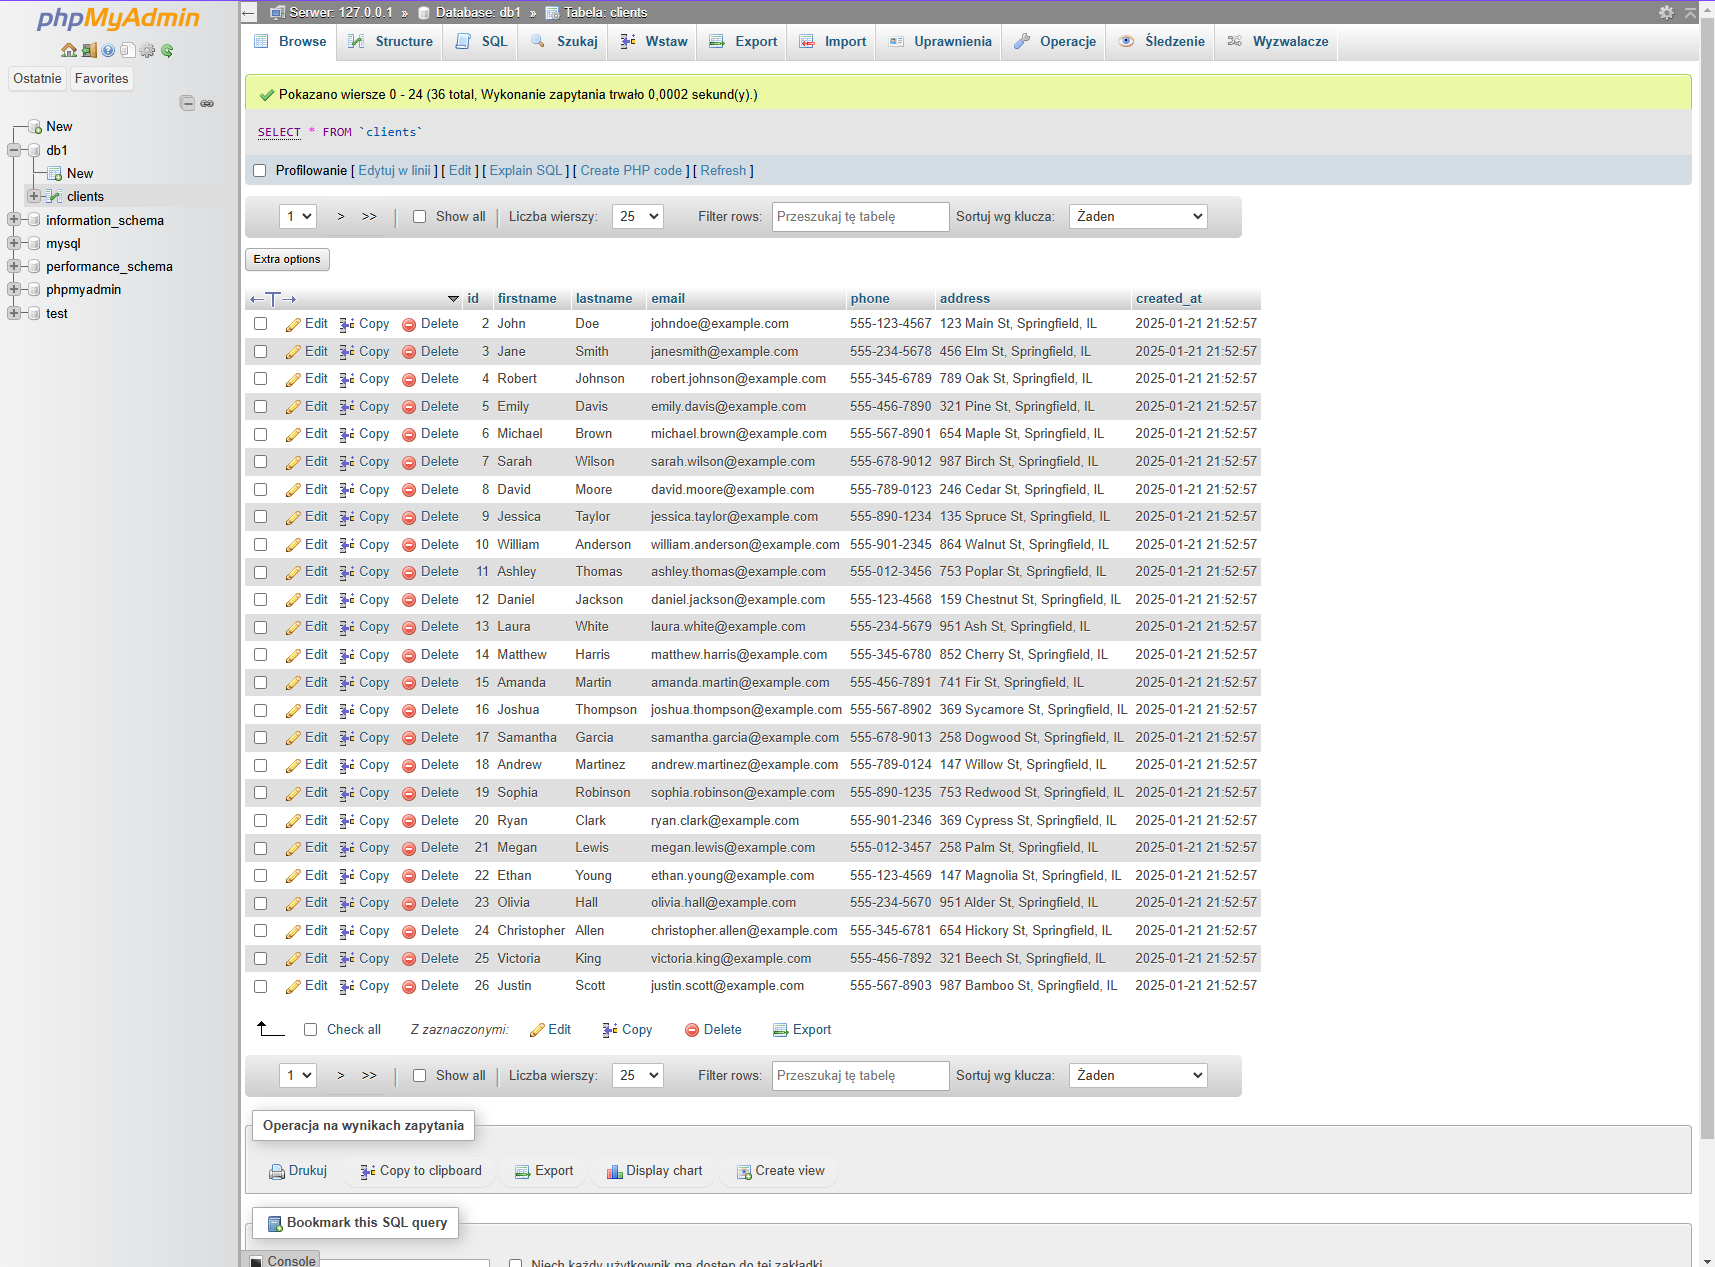 phpMyAdmin
Ostatnie Favorites
New
db1
New
clients
information_schema
mysql
performance_schema
phpmyadmin
test
Serwer: 127.0.0.1 » Database: db1 » Tabela: clients
Browse Structure SQL Szukaj Wstaw Export Import Uprawnienia Operacje Śledzenie Wyzwalacze
Pokazano wiersze 0 - 24 (36 total, Wykonanie zapytania trwało 0,0002 sekund(y).)
SELECT * FROM `clients`
Profilowanie [ Edytuj w linii ] [ Edit ] [ Explain SQL ] [ Create PHP code ] [ Refresh ]
1 > >> | Show all | Liczba wierszy: 25 Filter rows: Przeszukaj tę tabelę Sortuj wg klucza: Żaden
Extra options
←T→ id firstname lastname email phone address created_at
Edit Copy Delete 2 John Doe johndoe@example.com 555-123-4567 123 Main St, Springfield, IL 2025-01-21 21:52:57
Edit Copy Delete 3 Jane Smith janesmith@example.com 555-234-5678 456 Elm St, Springfield, IL 2025-01-21 21:52:57
Edit Copy Delete 4 Robert Johnson robert.johnson@example.com 555-345-6789 789 Oak St, Springfield, IL 2025-01-21 21:52:57
Edit Copy Delete 5 Emily Davis emily.davis@example.com 555-456-7890 321 Pine St, Springfield, IL 2025-01-21 21:52:57
Edit Copy Delete 6 Michael Brown michael.brown@example.com 555-567-8901 654 Maple St, Springfield, IL 2025-01-21 21:52:57
Edit Copy Delete 7 Sarah Wilson sarah.wilson@example.com 555-678-9012 987 Birch St, Springfield, IL 2025-01-21 21:52:57
Edit Copy Delete 8 David Moore david.moore@example.com 555-789-0123 246 Cedar St, Springfield, IL 2025-01-21 21:52:57
Edit Copy Delete 9 Jessica Taylor jessica.taylor@example.com 555-890-1234 135 Spruce St, Springfield, IL 2025-01-21 21:52:57
Edit Copy Delete 10 William Anderson william.anderson@example.com 555-901-2345 864 Walnut St, Springfield, IL 2025-01-21 21:52:57
Edit Copy Delete 11 Ashley Thomas ashley.thomas@example.com 555-012-3456 753 Poplar St, Springfield, IL 2025-01-21 21:52:57
Edit Copy Delete 12 Daniel Jackson daniel.jackson@example.com 555-123-4568 159 Chestnut St, Springfield, IL 2025-01-21 21:52:57
Edit Copy Delete 13 Laura White laura.white@example.com 555-234-5679 951 Ash St, Springfield, IL 2025-01-21 21:52:57
Edit Copy Delete 14 Matthew Harris matthew.harris@example.com 555-345-6780 852 Cherry St, Springfield, IL 2025-01-21 21:52:57
Edit Copy Delete 15 Amanda Martin amanda.martin@example.com 555-456-7891 741 Fir St, Springfield, IL 2025-01-21 21:52:57
Edit Copy Delete 16 Joshua Thompson joshua.thompson@example.com 555-567-8902 369 Sycamore St, Springfield, IL 2025-01-21 21:52:57
Edit Copy Delete 17 Samantha Garcia samantha.garcia@example.com 555-678-9013 258 Dogwood St, Springfield, IL 2025-01-21 21:52:57
Edit Copy Delete 18 Andrew Martinez andrew.martinez@example.com 555-789-0124 147 Willow St, Springfield, IL 2025-01-21 21:52:57
Edit Copy Delete 19 Sophia Robinson sophia.robinson@example.com 555-890-1235 753 Redwood St, Springfield, IL 2025-01-21 21:52:57
Edit Copy Delete 20 Ryan Clark ryan.clark@example.com 555-901-2346 369 Cypress St, Springfield, IL 2025-01-21 21:52:57
Edit Copy Delete 21 Megan Lewis megan.lewis@example.com 555-012-3457 258 Palm St, Springfield, IL 2025-01-21 21:52:57
Edit Copy Delete 22 Ethan Young ethan.young@example.com 555-123-4569 147 Magnolia St, Springfield, IL 2025-01-21 21:52:57
Edit Copy Delete 23 Olivia Hall olivia.hall@example.com 555-234-5670 951 Alder St, Springfield, IL 2025-01-21 21:52:57
Edit Copy Delete 24 Christopher Allen christopher.allen@example.com 555-345-6781 654 Hickory St, Springfield, IL 2025-01-21 21:52:57
Edit Copy Delete 25 Victoria King victoria.king@example.com 555-456-7892 321 Beech St, Springfield, IL 2025-01-21 21:52:57
Edit Copy Delete 26 Justin Scott justin.scott@example.com 555-567-8903 987 Bamboo St, Springfield, IL 2025-01-21 21:52:57
Check all Z zaznaczonymi: Edit Copy Delete Export
1 > >> | Show all | Liczba wierszy: 25 Filter rows: Przeszukaj tę tabelę Sortuj wg klucza: Żaden
Operacja na wynikach zapytania
Drukuj Copy to clipboard Export Display chart Create view
Bookmark this SQL query
Console Niech każdy użytkownik ma dostęp do tej zakładki